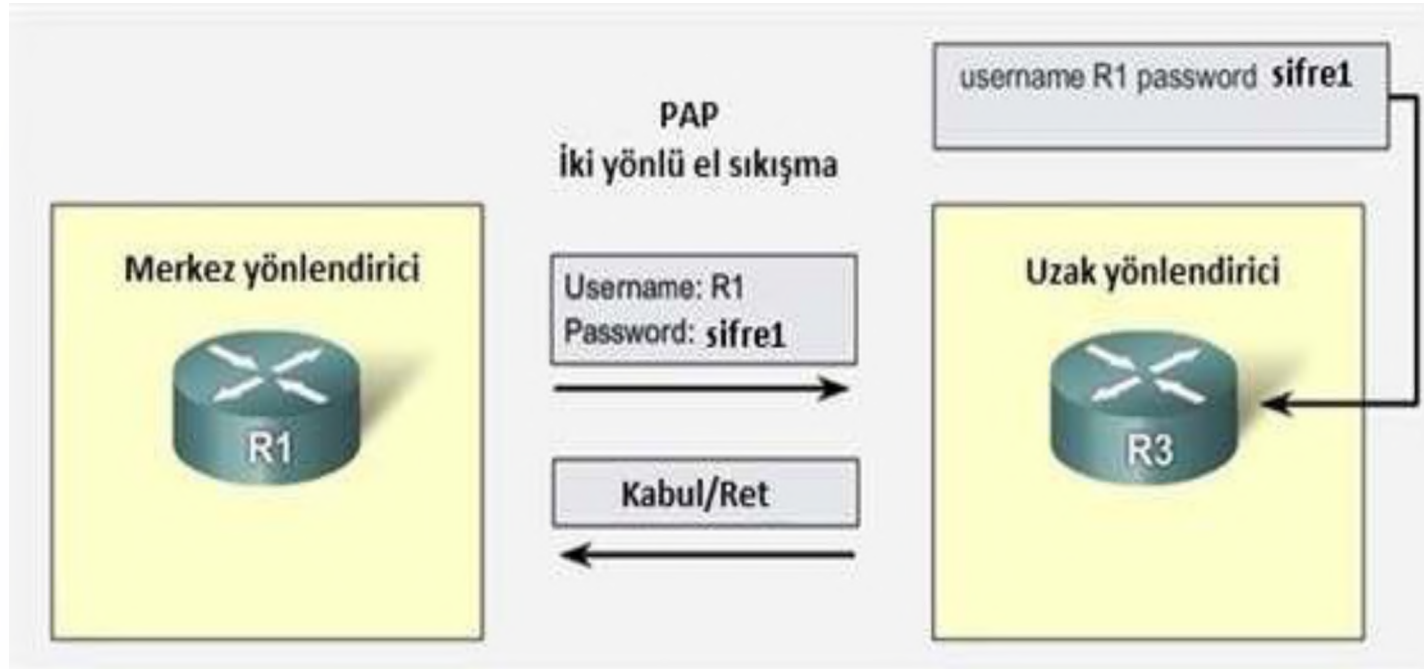 username R1 password sifre1
PAP
İki yönlü el sıkışma
Merkez yönlendirici
R1
Username: R1
Password: sifre1
Kabul/Ret
Uzak yönlendirici
R3